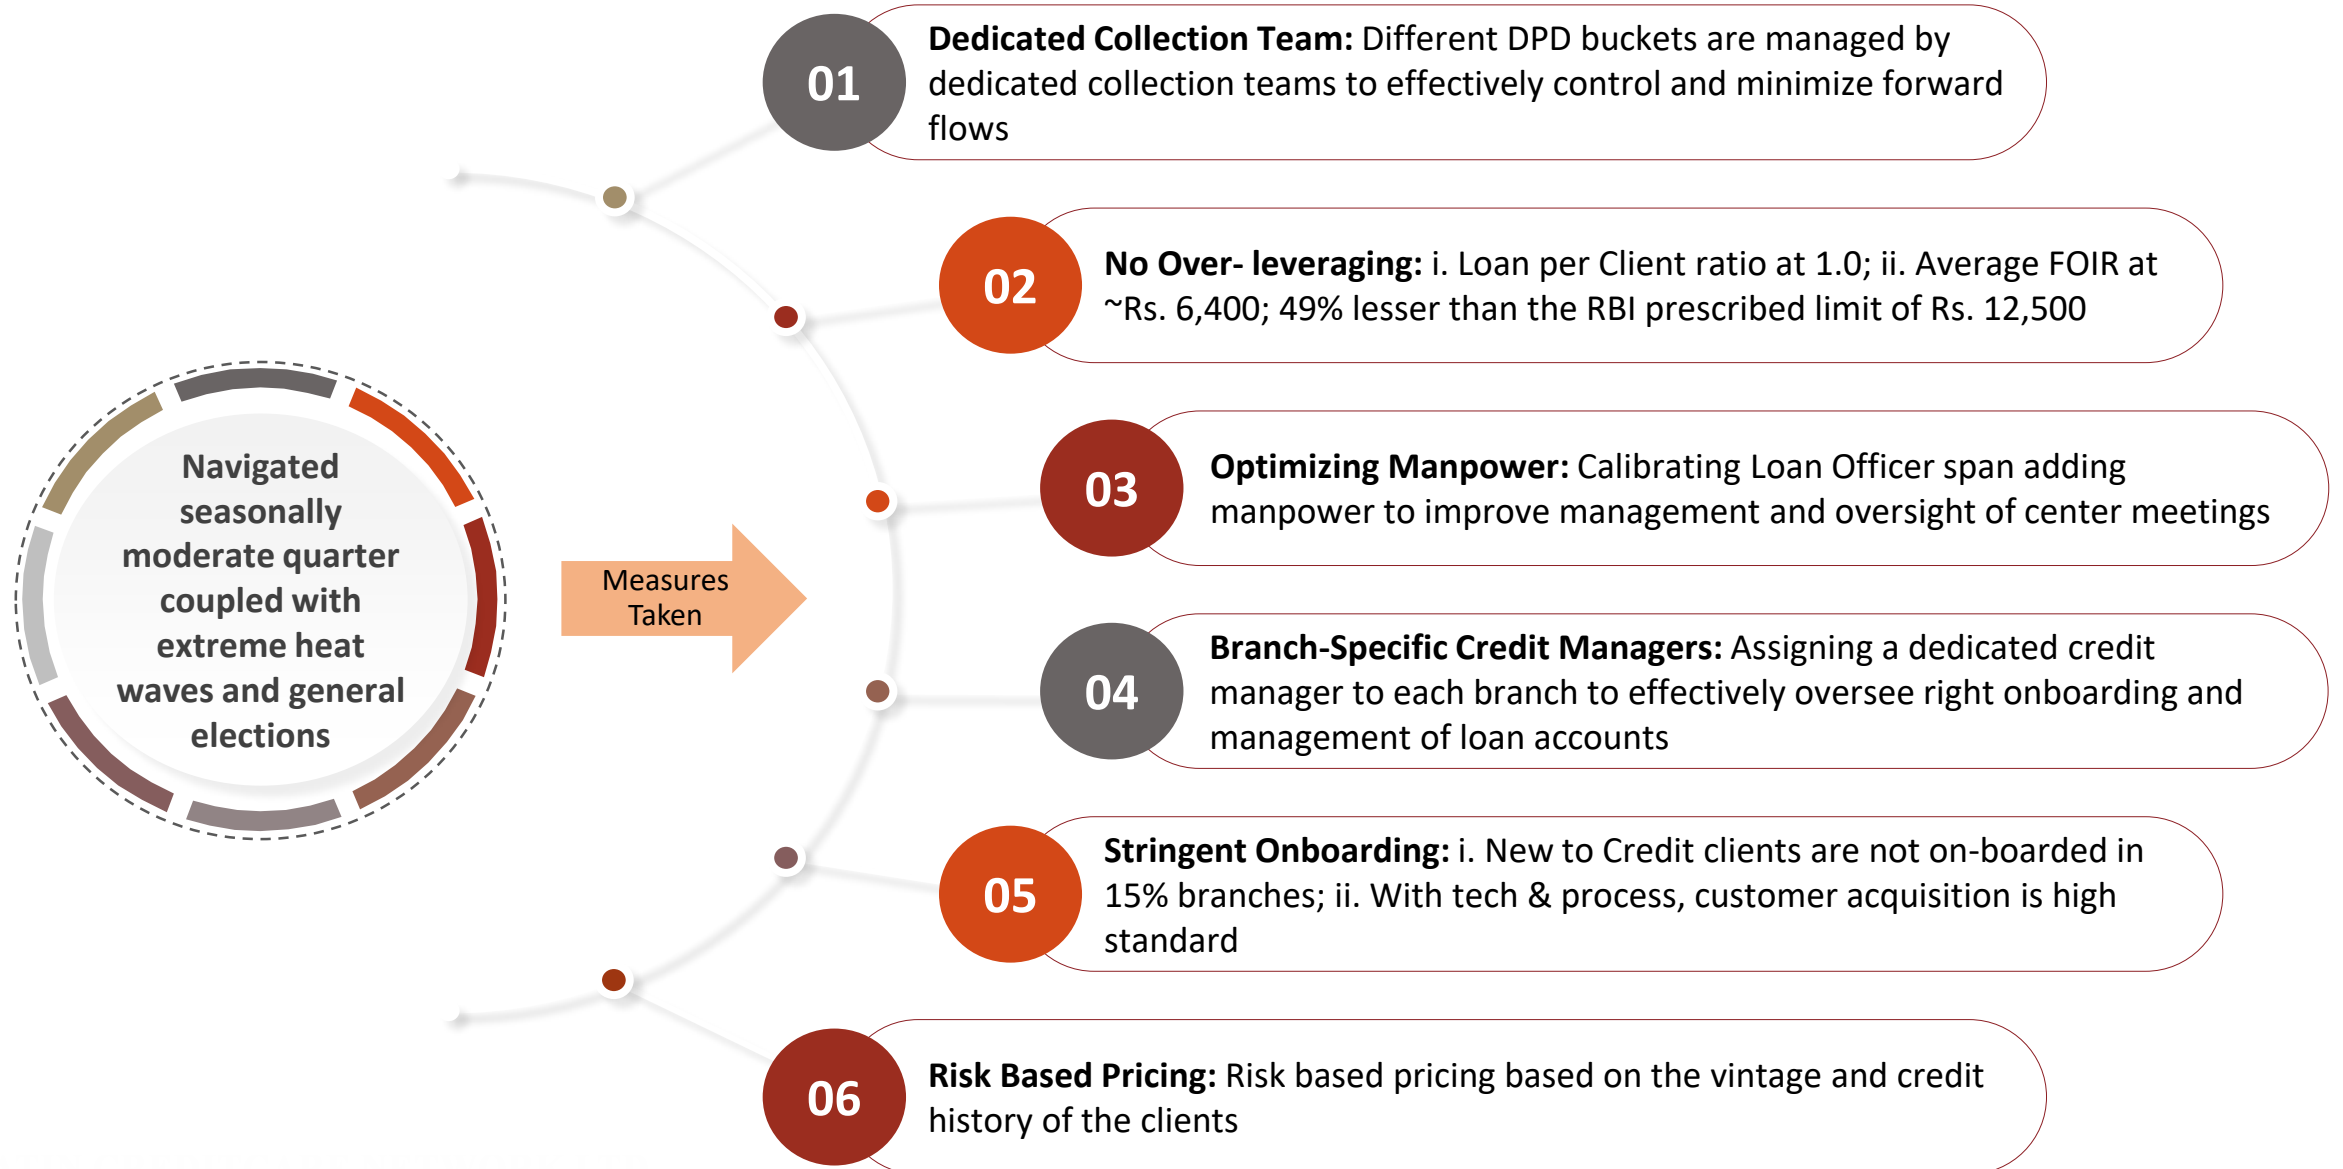 Navigated
seasonally
moderate quarter
coupled with
extreme heat
waves and general
elections
Measures
Taken
01
Dedicated Collection Team: Different DPD buckets are managed by
dedicated collection teams to effectively control and minimize forward
flows
02
No Over- leveraging: i. Loan per Client ratio at 1.0; ii. Average FOIR at
~Rs. 6,400; 49% lesser than the RBI prescribed limit of Rs. 12,500
03
Optimizing Manpower: Calibrating Loan Officer span adding
manpower to improve management and oversight of center meetings
04
Branch-Specific Credit Managers: Assigning a dedicated credit
manager to each branch to effectively oversee right onboarding and
management of loan accounts
05
Stringent Onboarding: i. New to Credit clients are not on-boarded in
15% branches; ii. With tech & process, customer acquisition is high
standard
06
Risk Based Pricing: Risk based pricing based on the vintage and credit
history of the clients